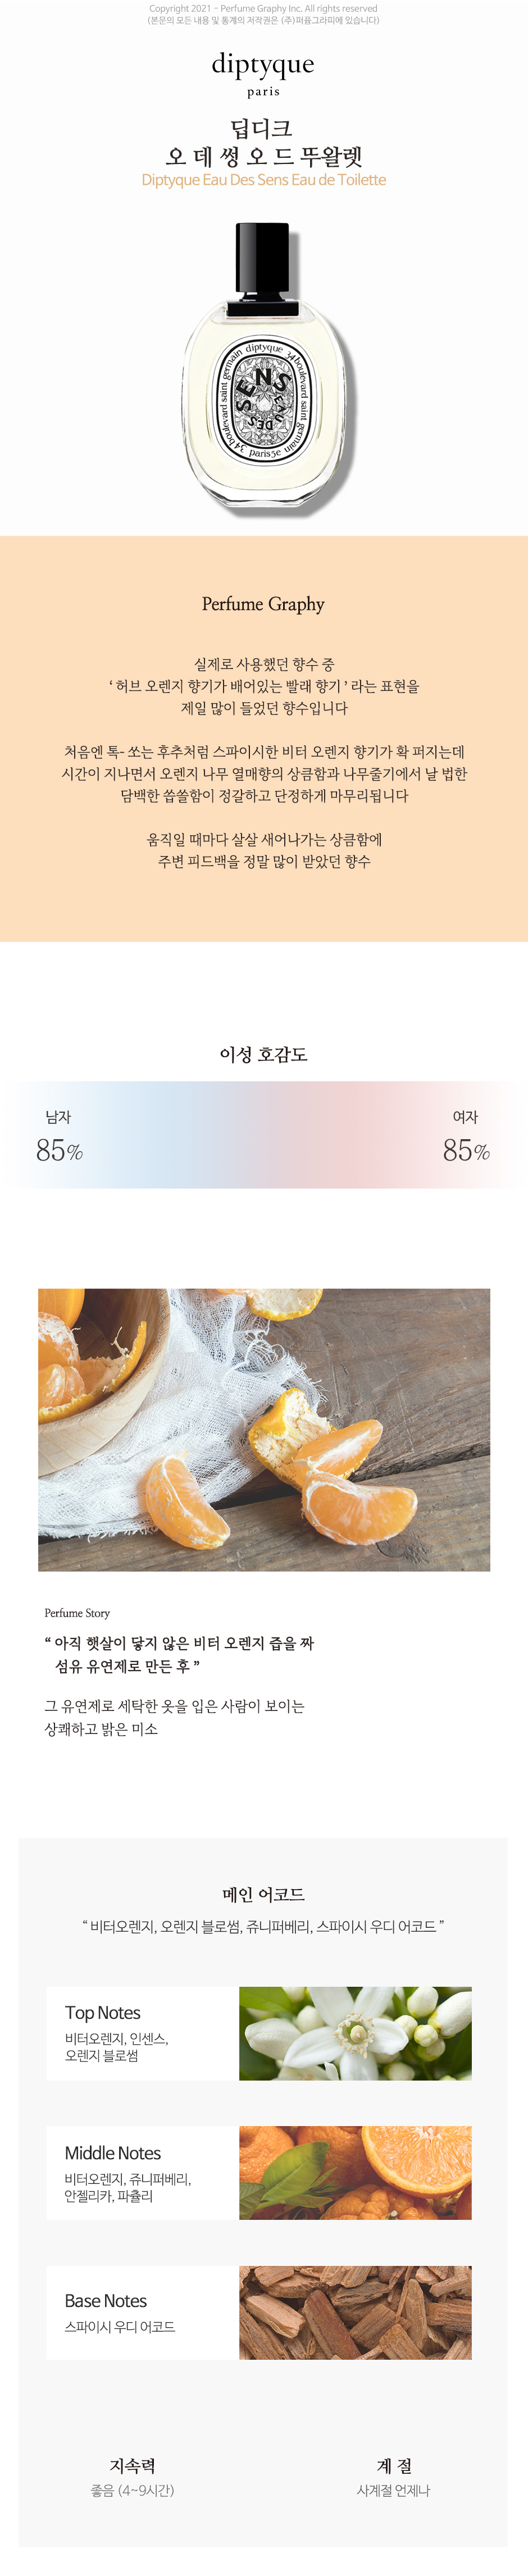 Copyright 2021 - Perfume Graphy Inc. All rights reserved
(본문의 모든 내용 및 통계의 저작권은 (주)퍼퓸그라피에 있습니다)
diptyque
paris
딥디크
오 데 썽 오 드 뚜왈렛
Diptyque Eau Des Sens Eau de Toilette
diptyque 34 boulevard saint germain paris5e 34 boulevard saint germain
SENS
EAU DES
Perfume Graphy
실제로 사용했던 향수 중
‘ 허브 오렌지 향기가 배어있는 빨래 향기 ’ 라는 표현을
제일 많이 들었던 향수입니다
처음엔 톡- 쏘는 후추처럼 스파이시한 비터 오렌지 향기가 확 퍼지는데
시간이 지나면서 오렌지 나무 열매향의 상큼함과 나무줄기에서 날 법한
담백한 씁쓸함이 정갈하고 단정하게 마무리됩니다
움직일 때마다 살살 새어나가는 상큼함에
주변 피드백을 정말 많이 받았던 향수
이성 호감도
남자
여자
85%
85%
Perfume Story
“ 아직 햇살이 닿지 않은 비터 오렌지 즙을 짜
섬유 유연제로 만든 후 ”
그 유연제로 세탁한 옷을 입은 사람이 보이는
상쾌하고 밝은 미소
메인 어코드
“ 비터오렌지, 오렌지 블로썸, 쥬니퍼베리, 스파이시 우디 어코드 ”
Top Notes
비터오렌지, 인센스,
오렌지 블로썸
Middle Notes
비터오렌지, 쥬니퍼베리,
안젤리카, 파츌리
Base Notes
스파이시 우디 어코드
지속력
계 절
좋음 (4~9시간)
사계절 언제나